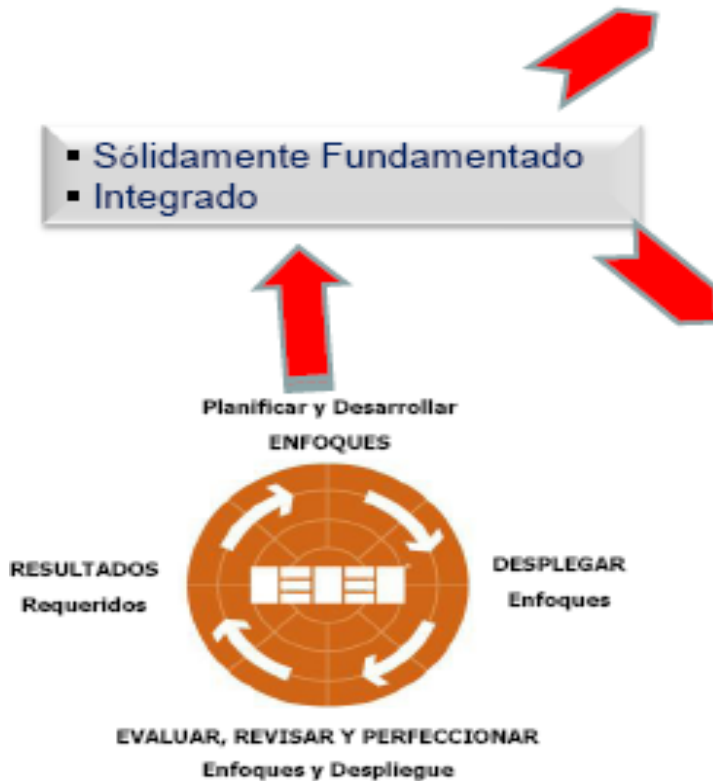 ▪ Sólidamente Fundamentado
▪ Integrado
Planificar y Desarrollar
ENFOQUES
RESULTADOS
Requeridos
DESPLEGAR
Enfoques
EVALUAR, REVISAR Y PERFECCIONAR
Enfoques y Despliegue